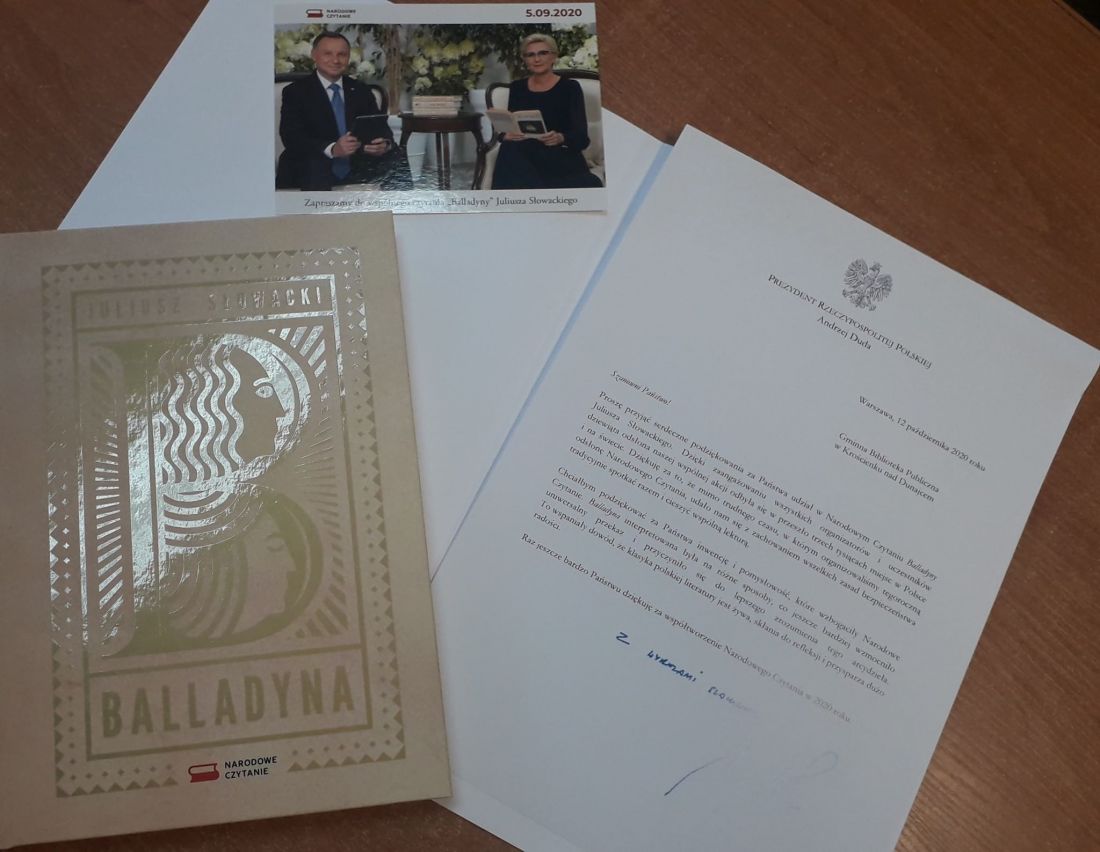 NARODOWE
CZYTANIE
5.09.2020
Zapraszamy do wspólnego czytania „Balladyny” Juliusza Słowackiego
JULIUSZ SŁOWACKI
BALLADYNA
NARODOWE
CZYTANIE
PREZYDENT RZECZYPOSPOLITEJ POLSKIEJ
Andrzej Duda
Warszawa, 12 października 2020 roku
Gminna Biblioteka Publiczna
w Krościenku nad Dunajcem
Szanowni Państwo!
Proszę przyjąć serdeczne podziękowania za Państwa udział w Narodowym Czytaniu Balladyny
Juliusza Słowackiego. Dzięki zaangażowaniu wszystkich organizatorów i uczestników
dziewiąta odsłona naszej wspólnej akcji odbyła się w przeszło trzech tysiącach miejsc w Polsce
i na świecie. Dziękuję za to, że mimo trudnego czasu, w którym organizowaliśmy tegoroczną
odsłonę Narodowego Czytania, udało nam się z zachowaniem wszelkich zasad bezpieczeństwa
tradycyjnie spotkać razem i cieszyć wspólną lekturą.
Chciałbym podziękować za Państwa inwencję i pomysłowość, które wzbogaciły Narodowe
Czytanie. Balladyna interpretowana była na różne sposoby, co jeszcze bardziej wzmocniło
uniwersalny przekaz i przyczyniło się do lepszego zrozumienia tego arcydzieła.
To wspaniały dowód, że klasyka polskiej literatury jest żywa, skłania do refleksji i przysparza dużo
radości.
Raz jeszcze bardzo Państwu dziękuję za współtworzenie Narodowego Czytania w 2020 roku.
Z